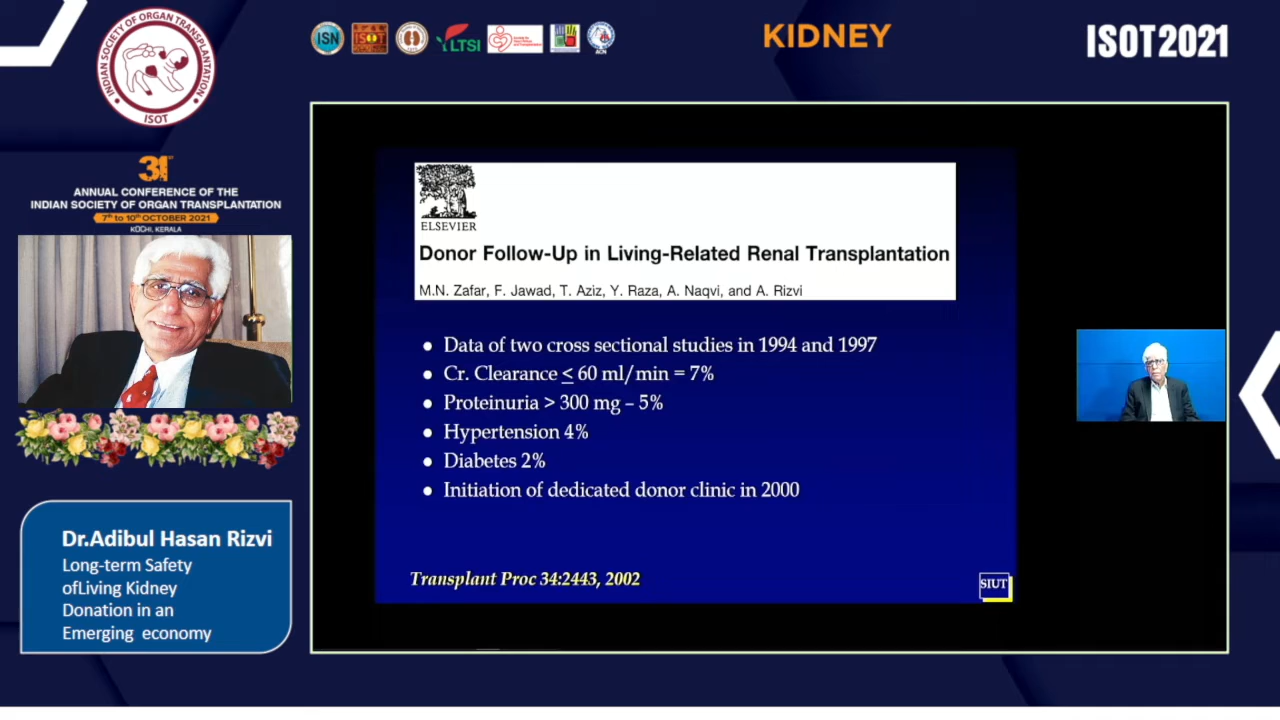 INDIAN SOCIETY OF ORGAN TRANSPLANTATION
ISOT
ISN
ISOT
LTSI
KIDNEY
ISOT2021
31st
ANNUAL CONFERENCE OF THE
INDIAN SOCIETY OF ORGAN TRANSPLANTATION
7th to 10th OCTOBER 2021
KOCHI, KERALA
Dr.Adibul Hasan Rizvi
Long-term Safety
ofLiving Kidney
Donation in an
Emerging economy
ELSEVIER
Donor Follow-Up in Living-Related Renal Transplantation
M.N. Zafar, F. Jawad, T. Aziz, Y. Raza, A. Naqvi, and A. Rizvi
• Data of two cross sectional studies in 1994 and 1997
• Cr. Clearance ≤ 60 ml/min = 7%
• Proteinuria > 300 mg – 5%
• Hypertension 4%
• Diabetes 2%
• Initiation of dedicated donor clinic in 2000
Transplant Proc 34:2443, 2002
SIUT